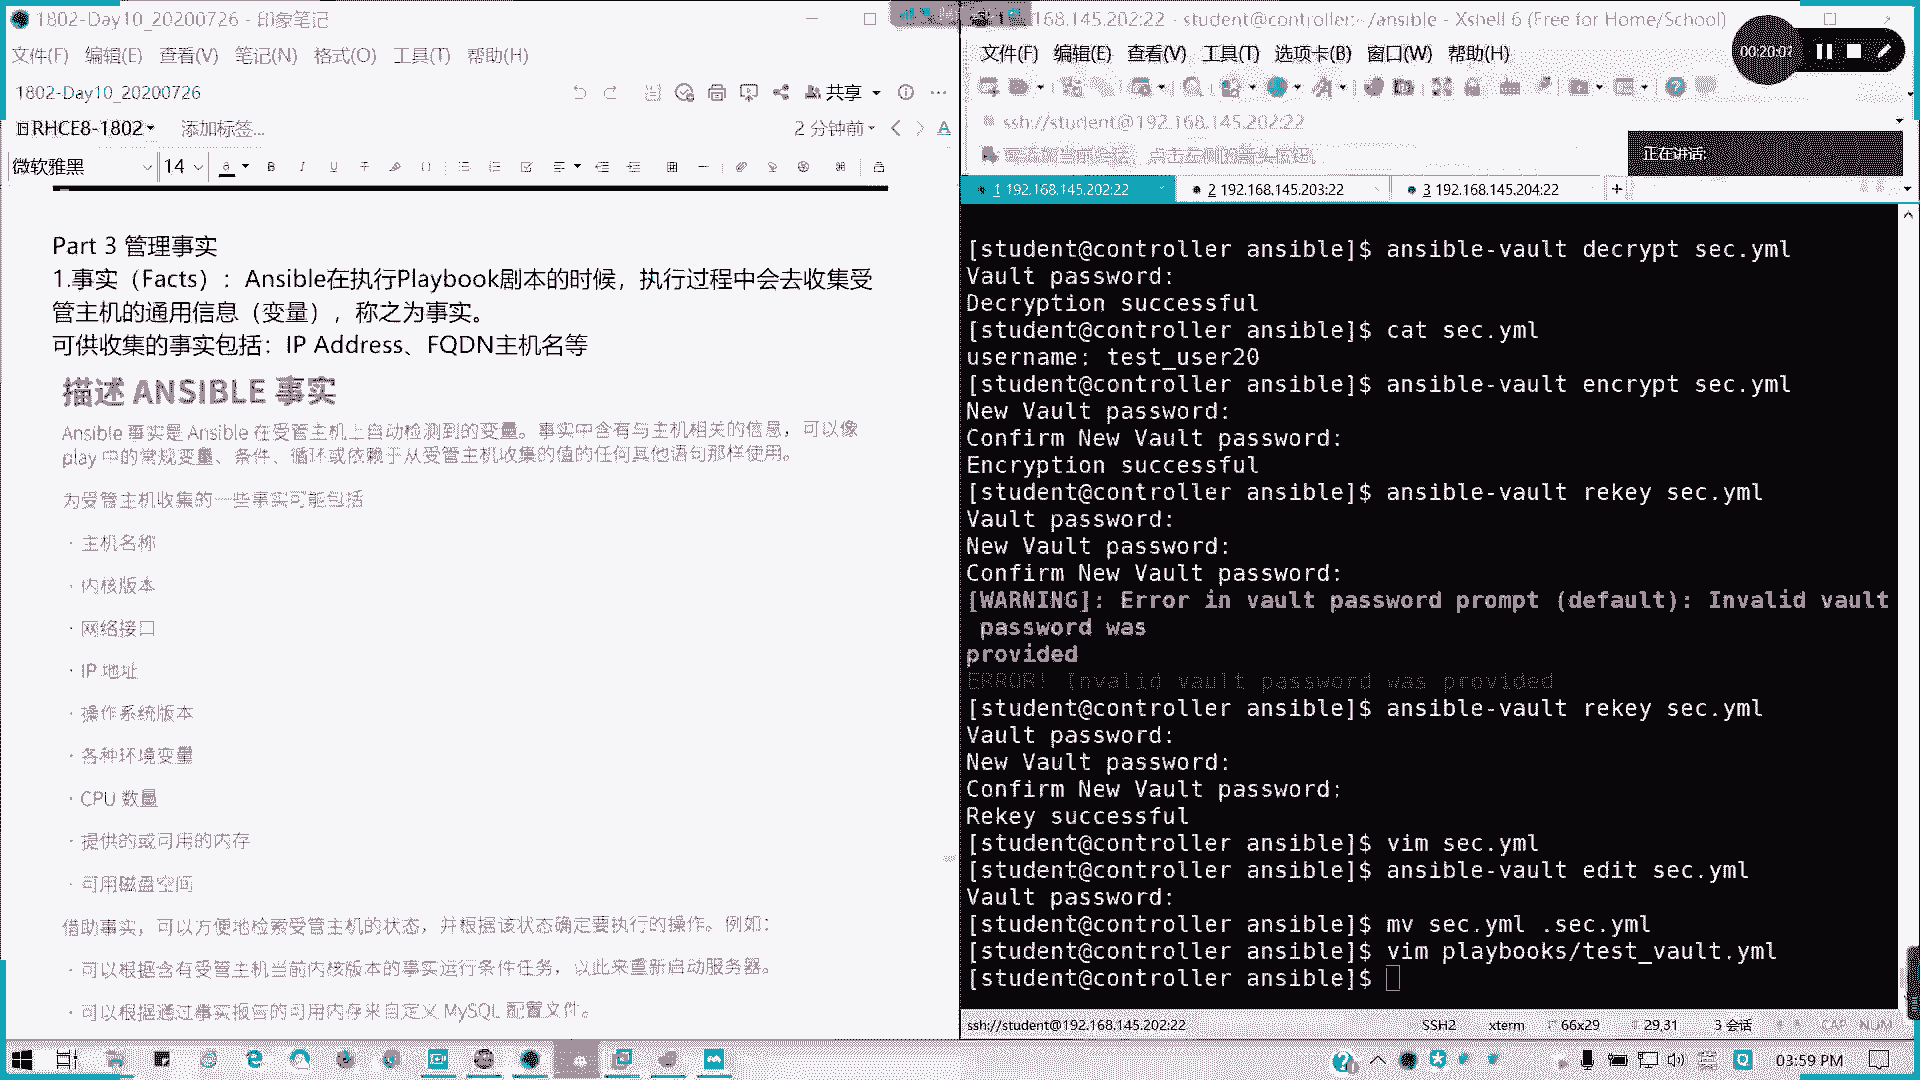 1802-Day10_20200726 - 印象笔记
文件(F) 编辑(E) 查看(V) 笔记(N) 格式(O) 工具(T) 帮助(H)
1802-Day10_20200726
共享
RHCE8-1802
添加标签...
2 分钟前
微软雅黑 14
Part 3 管理事实
1.事实（Facts）：Ansible在执行Playbook剧本的时候，执行过程中会去收集受
管主机的通用信息（变量），称之为事实。
可供收集的事实包括：IP Address、FQDN主机名等
描述 ANSIBLE 事实
Ansible 事实是 Ansible 在受管主机上自动检测到的变量。事实中含有与主机相关的信息，可以像
play 中的常规变量、条件、循环或依赖于从受管主机收集的值的任何其他语句那样使用。
为受管主机收集的一些事实可能包括
· 主机名称
· 内核版本
· 网络接口
· IP 地址
· 操作系统版本
· 各种环境变量
· CPU 数量
· 提供的或可用的内存
· 可用磁盘空间
借助事实，可以方便地检索受管主机的状态，并根据该状态确定要执行的操作。例如：
· 可以根据含有受管主机当前内核版本的事实运行条件任务，以此来重新启动服务器。
· 可以根据通过事实报告的可用内存来自定义 MySQL 配置文件。
168.145.202:22 - student@controller:~/ansible - Xshell 6 (Free for Home/School)
文件(F) 编辑(E) 查看(V) 工具(T) 选项卡(B) 窗口(W) 帮助(H)
00:20:07
ssh://student@192.168.145.202:22
要添加当前会话，点击左侧的箭头按钮。
正在讲话:
1 192.168.145.202:22
2 192.168.145.203:22
3 192.168.145.204:22
[student@controller ansible]$ ansible-vault decrypt sec.yml
Vault password:
Decryption successful
[student@controller ansible]$ cat sec.yml
username: test_user20
[student@controller ansible]$ ansible-vault encrypt sec.yml
New Vault password:
Confirm New Vault password:
Encryption successful
[student@controller ansible]$ ansible-vault rekey sec.yml
Vault password:
New Vault password:
Confirm New Vault password:
[WARNING]: Error in vault password prompt (default): Invalid vault
password was
provided
ERROR! Invalid vault password was provided
[student@controller ansible]$ ansible-vault rekey sec.yml
Vault password:
New Vault password:
Confirm New Vault password:
Rekey successful
[student@controller ansible]$ vim sec.yml
[student@controller ansible]$ ansible-vault edit sec.yml
Vault password:
[student@controller ansible]$ mv sec.yml .sec.yml
[student@controller ansible]$ vim playbooks/test_vault.yml
[student@controller ansible]$
ssh://student@192.168.145.202:22 SSH2 xterm 66x29 29,31 3 会话 CAP NUM
03:59 PM